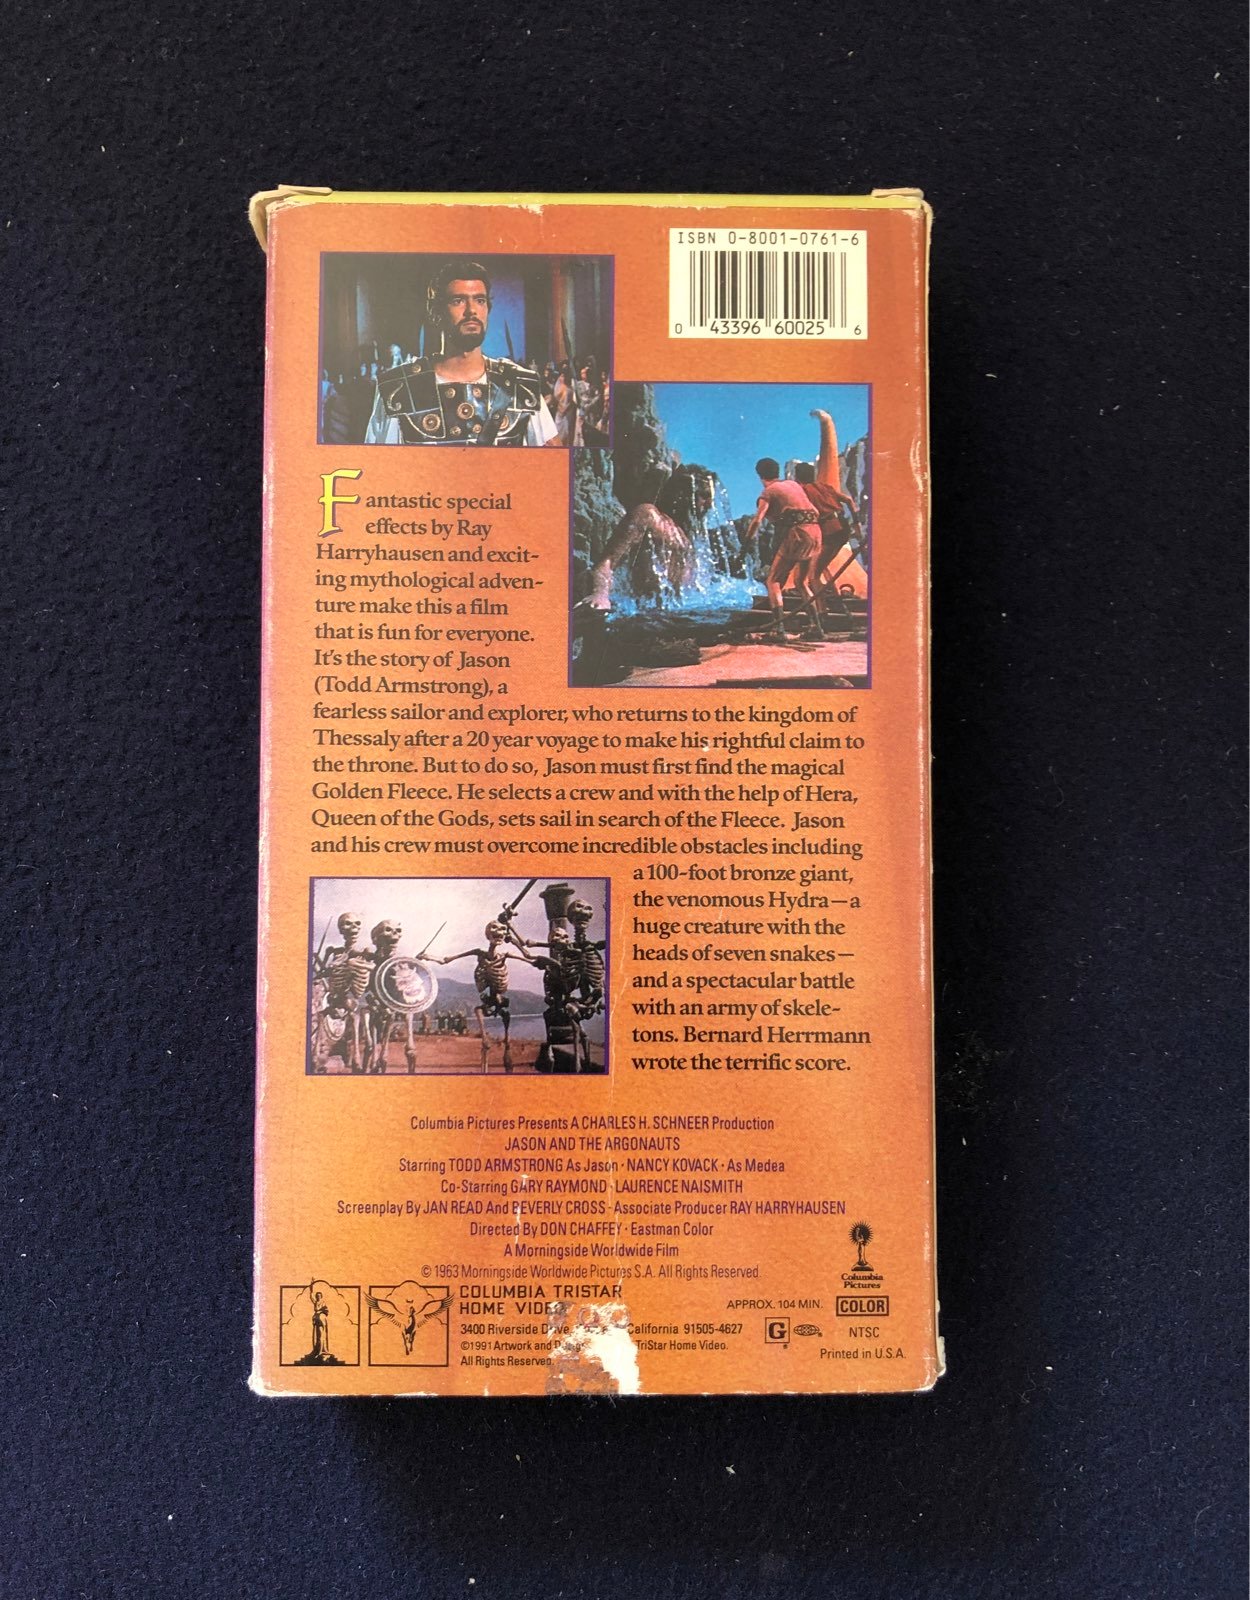 ISBN 0-8001-0761-6
0 43396 60025 6
Fantastic special
effects by Ray
Harryhausen and excit-
ing mythological adven-
ture make this a film
that is fun for everyone.
It's the story of Jason
(Todd Armstrong), a
fearless sailor and explorer, who returns to the kingdom of
Thessaly after a 20 year voyage to make his rightful claim to
the throne. But to do so, Jason must first find the magical
Golden Fleece. He selects a crew and with the help of Hera,
Queen of the Gods, sets sail in search of the Fleece. Jason
and his crew must overcome incredible obstacles including
a 100-foot bronze giant,
the venomous Hydra—a
huge creature with the
heads of seven snakes—
and a spectacular battle
with an army of skele-
tons. Bernard Herrmann
wrote the terrific score.
Columbia Pictures Presents A CHARLES H. SCHNEER Production
JASON AND THE ARGONAUTS
Starring TODD ARMSTRONG As Jason · NANCY KOVACK · As Medea
Co-Starring GARY RAYMOND · LAURENCE NAISMITH
Screenplay By JAN READ And BEVERLY CROSS · Associate Producer RAY HARRYHAUSEN
Directed By DON CHAFFEY · Eastman Color
A Morningside Worldwide Film
© 1963 Morningside Worldwide Pictures S.A. All Rights Reserved.
Columbia
Pictures
COLUMBIA TRISTAR
HOME VIDEO
3400 Riverside Drive, California 91505-4627
©1991 Artwork and TriStar Home Video.
All Rights Reserved.
APPROX. 104 MIN.
COLOR
G
®
NTSC
Printed in U.S.A.